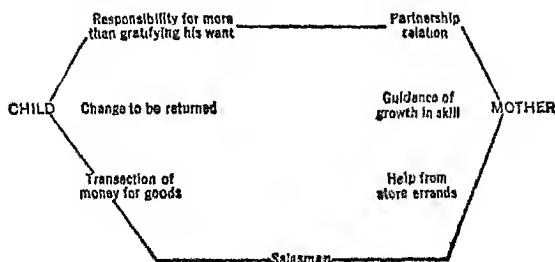 Responsibility for more
than gratifying his want
Partnership
relation
CHILD
Change to be returned
Guidance of
growth in skill
MOTHER
Transaction of
money for goods
Help from
store errands
Salesman